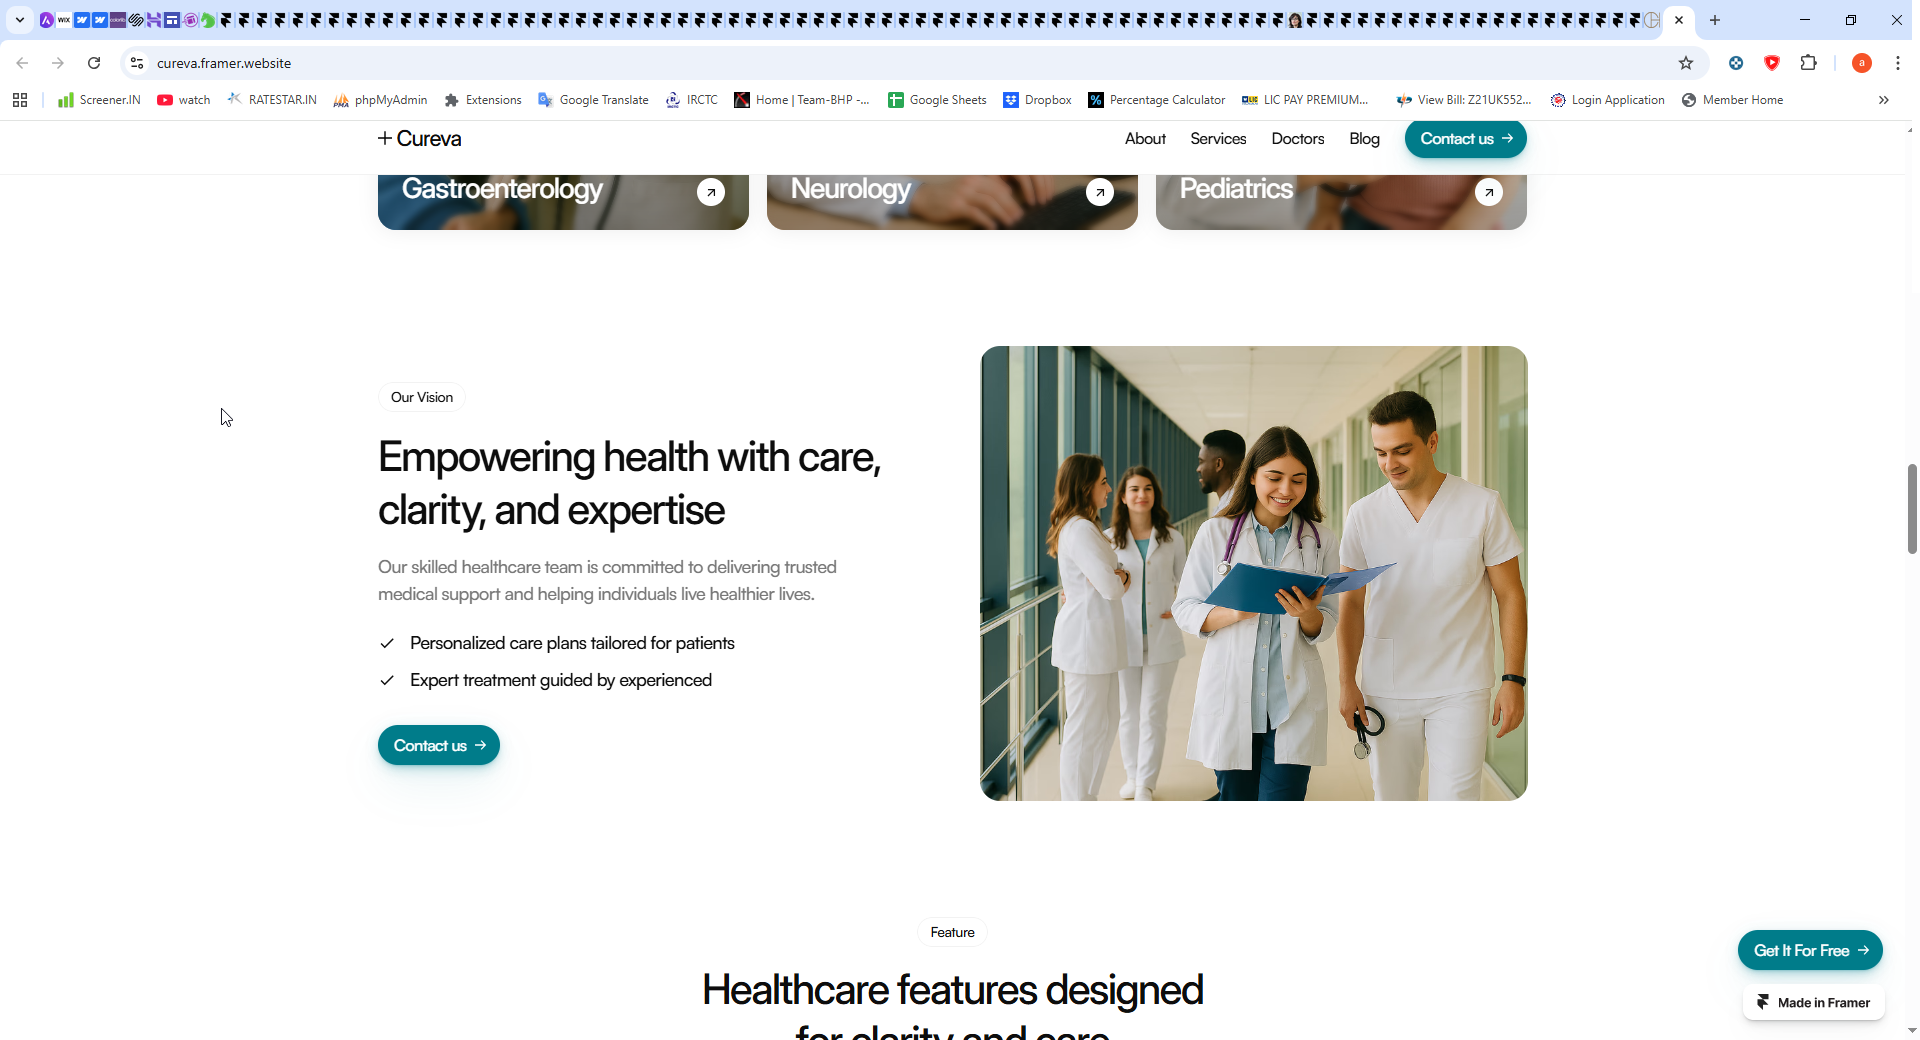 WIX
cureva.framer.website
a
Screener.IN
watch
RATESTAR.IN
phpMyAdmin
Extensions
Google Translate
IRCTC
Home | Team-BHP -...
Google Sheets
Dropbox
Percentage Calculator
LIC PAY PREMIUM...
View Bill: Z21UK552...
Login Application
Member Home
Cureva
About
Services
Doctors
Blog
Contact us
Gastroenterology
Neurology
Pediatrics
Our Vision
Empowering health with care,
clarity, and expertise
Our skilled healthcare team is committed to delivering trusted
medical support and helping individuals live healthier lives.
Personalized care plans tailored for patients
Expert treatment guided by experienced
Contact us
Feature
Healthcare features designed
for clarity and care
Get It For Free
Made in Framer